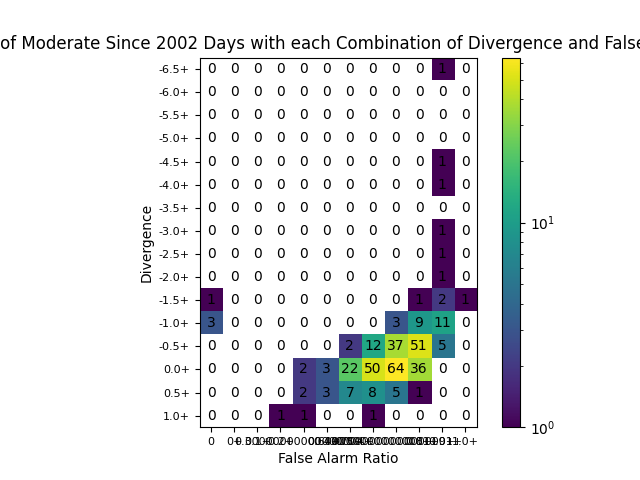 of Moderate Since 2002 Days with each Combination of Divergence and False
-6.5+ 0 0 0 0 0 0 0 0 0 0 1 0
-6.0+ 0 0 0 0 0 0 0 0 0 0 0 0
-5.5+ 0 0 0 0 0 0 0 0 0 0 0 0
-5.0+ 0 0 0 0 0 0 0 0 0 0 0 0
-4.5+ 0 0 0 0 0 0 0 0 0 0 1 0
-4.0+ 0 0 0 0 0 0 0 0 0 0 1 0
-3.5+ 0 0 0 0 0 0 0 0 0 0 0 0
-3.0+ 0 0 0 0 0 0 0 0 0 0 1 0
-2.5+ 0 0 0 0 0 0 0 0 0 0 1 0
-2.0+ 0 0 0 0 0 0 0 0 0 0 1 0
-1.5+ 1 0 0 0 0 0 0 0 0 1 2 1
-1.0+ 3 0 0 0 0 0 0 0 3 9 11 0
-0.5+ 0 0 0 0 0 0 2 12 37 51 5 0
0.0+ 0 0 0 0 2 3 22 50 64 36 0 0
0.5+ 0 0 0 0 2 3 7 8 5 1 0 0
1.0+ 0 0 0 1 1 0 0 1 0 0 0 0
0
False Alarm Ratio
Divergence
10¹
10⁰